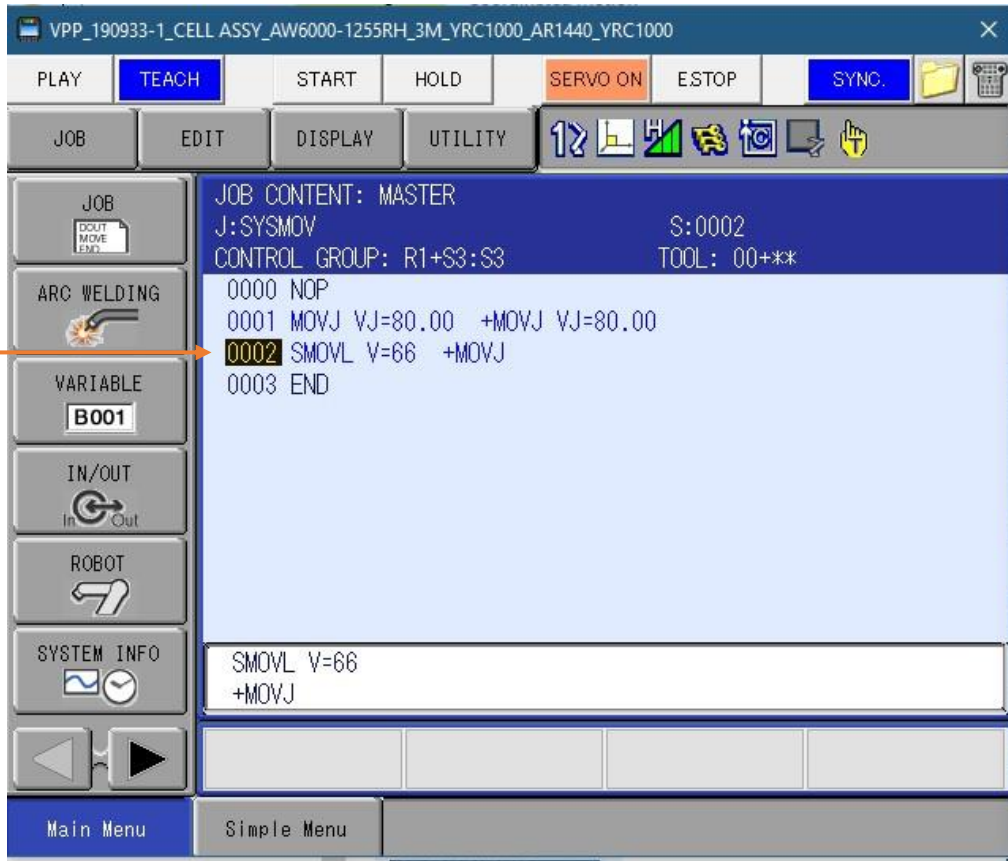 VPP_190933-1_CELL ASSY_AW6000-1255RH_3M_YRC1000_AR1440_YRC1000
PLAY TEACH START HOLD SERVO ON E.STOP SYNC.
JOB EDIT DISPLAY UTILITY
JOB
DOUT
MOVE
END
ARC WELDING
VARIABLE
B001
IN/OUT
In Out
ROBOT
SYSTEM INFO
JOB CONTENT: MASTER
J:SYSMOV S:0002
CONTROL GROUP: R1+S3:S3 TOOL: 00+**
0000 NOP
0001 MOVJ VJ=80.00 +MOVJ VJ=80.00
0002 SMOVL V=66 +MOVJ
0003 END
SMOVL V=66
+MOVJ
Main Menu Simple Menu